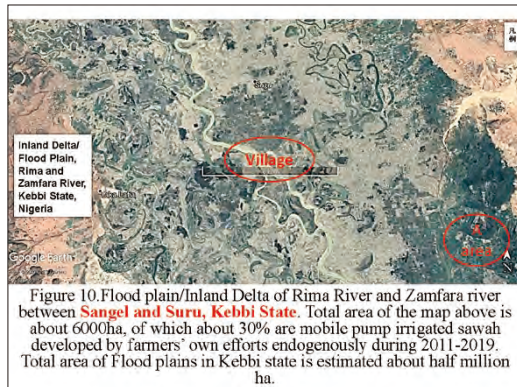 凡
例
Inland Delta/
Flood Plain,
Rima and
Zamfara River,
Kebbi State,
Nigeria
Village
A
area
Google Earth
N
Figure 10.Flood plain/Inland Delta of Rima River and Zamfara river
between Sangel and Suru, Kebbi State. Total area of the map above is
about 6000ha, of which about 30% are mobile pump irrigated sawah
developed by farmers' own efforts endogenously during 2011-2019.
Total area of Flood plains in Kebbi state is estimated about half million
ha.